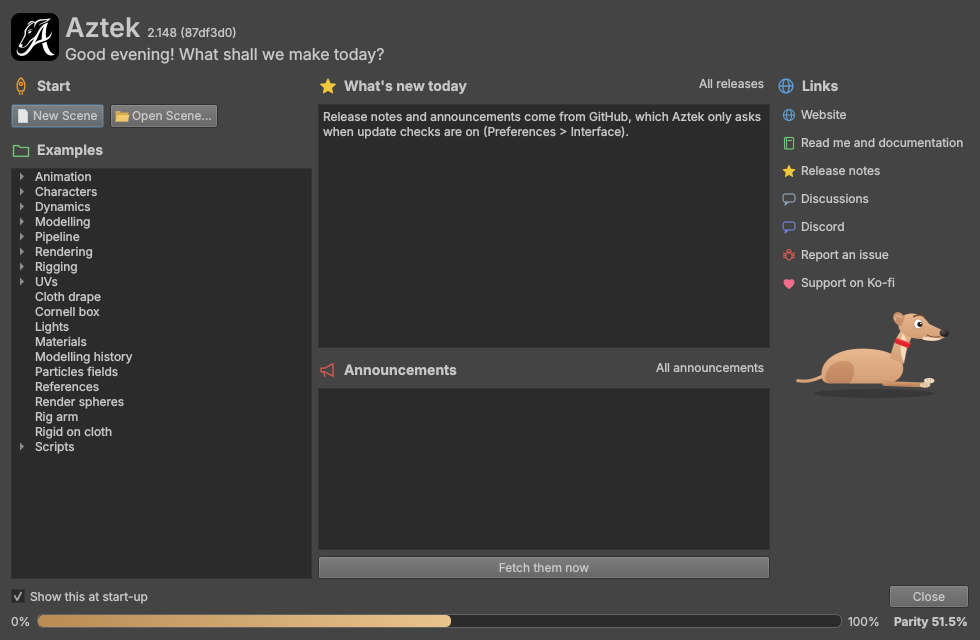 Aztek 2.148 (87df3d0)
Good evening! What shall we make today?
Start
New Scene
Open Scene...
Examples
Animation
Characters
Dynamics
Modelling
Pipeline
Rendering
Rigging
UVs
Cloth drape
Cornell box
Lights
Materials
Modelling history
Particles fields
References
Render spheres
Rig arm
Rigid on cloth
Scripts
What's new today
All releases
Release notes and announcements come from GitHub, which Aztek only asks
when update checks are on (Preferences > Interface).
Announcements
All announcements
Fetch them now
Links
Website
Read me and documentation
Release notes
Discussions
Discord
Report an issue
Support on Ko-fi
Show this at start-up
Close
0%
100%
Parity 51.5%